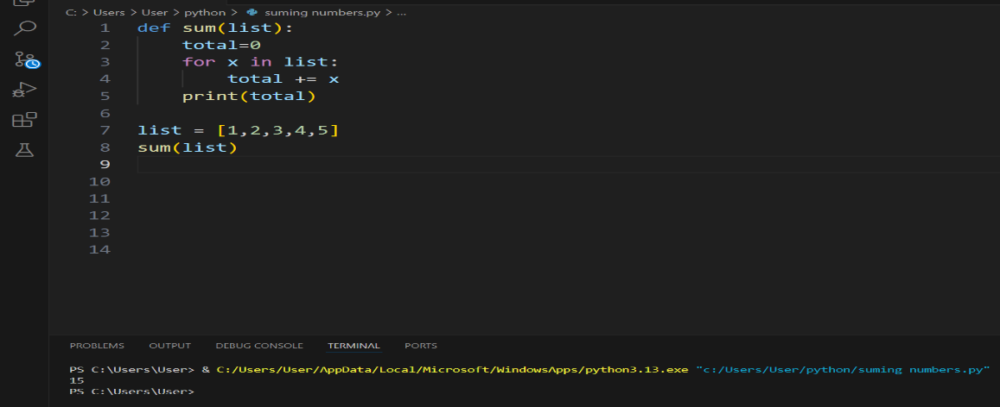 C: > Users > User > python > suming numbers.py > ...
1 def sum(list):
2     total=0
3     for x in list:
4         total += x
5     print(total)
6
7 list = [1,2,3,4,5]
8 sum(list)
9
10
11
12
13
14
PROBLEMS OUTPUT DEBUG CONSOLE TERMINAL PORTS
PS C:\Users\User> & C:/Users/User/AppData/Local/Microsoft/WindowsApps/python3.13.exe "c:/Users/User/python/suming numbers.py"
15
PS C:\Users\User>